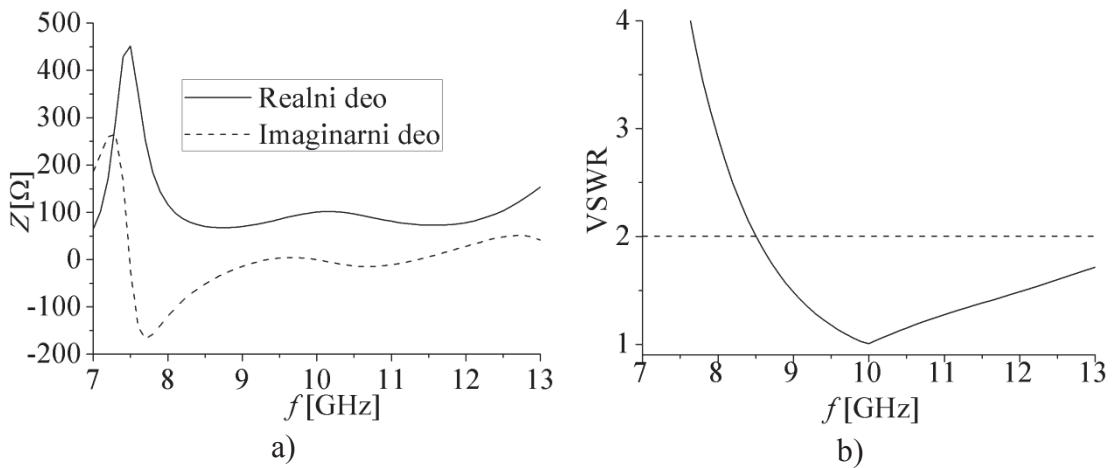 500
400
300
200
100
0
-100
-200
Z [Ω]
Realni deo
Imaginarni deo
7 8 9 10 11 12 13
f [GHz]
a)
4
3
2
1
VSWR
7 8 9 10 11 12 13
f [GHz]
b)